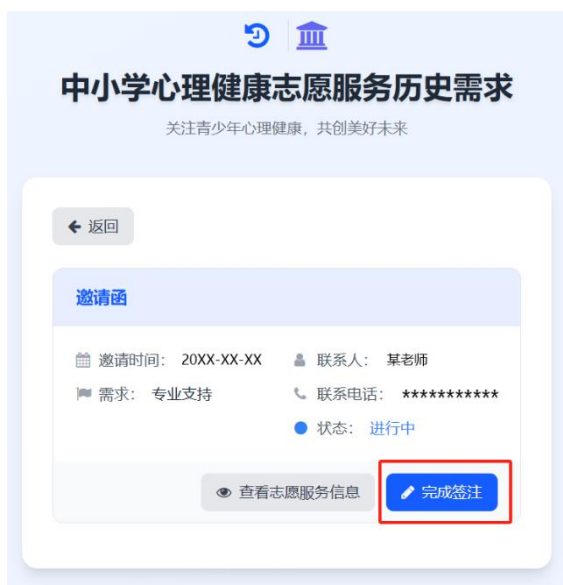 中小学心理健康志愿服务历史需求
关注青少年心理健康，共创美好未来
返回
邀请函
邀请时间： 20XX-XX-XX 联系人： 某老师
需求： 专业支持 联系电话： ***********
状态： 进行中
查看志愿服务信息 完成签注